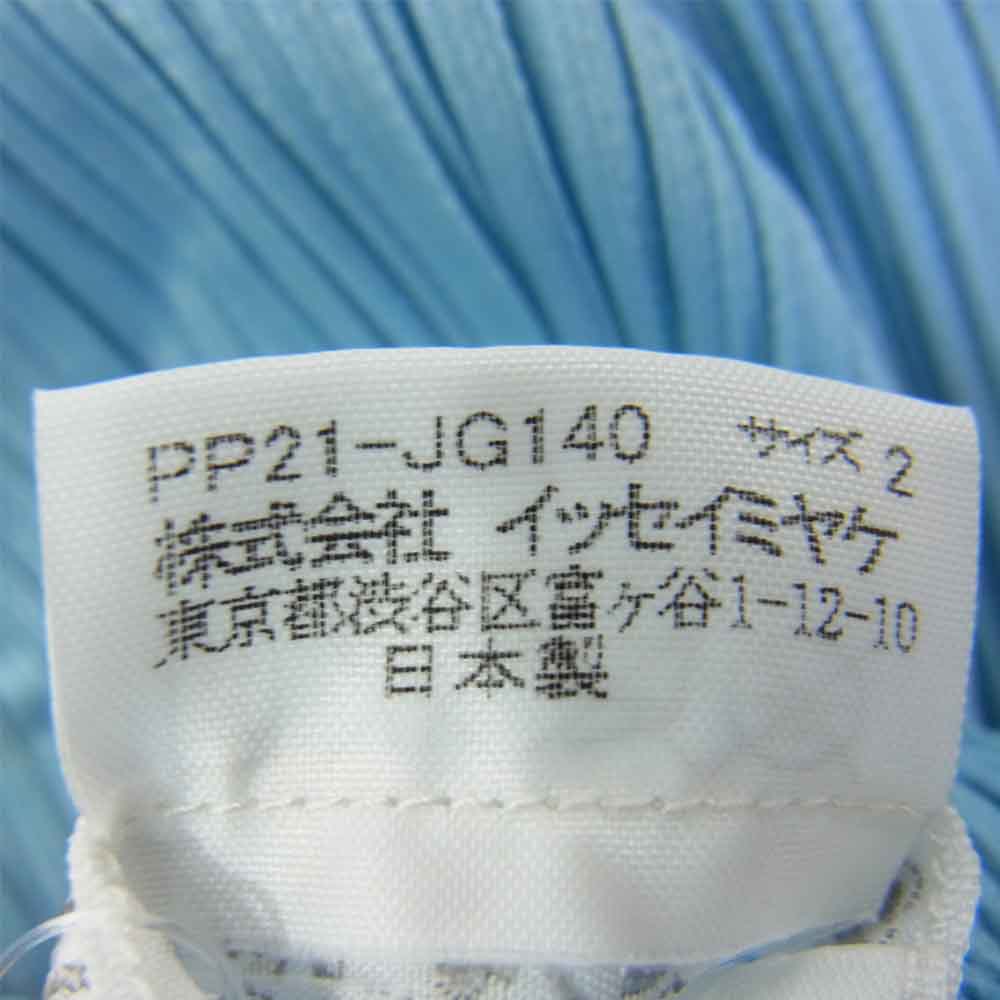 PP21-JG140 サイズ 2
株式会社 イッセイミヤケ
東京都渋谷区富ヶ谷1-12-10
日本製